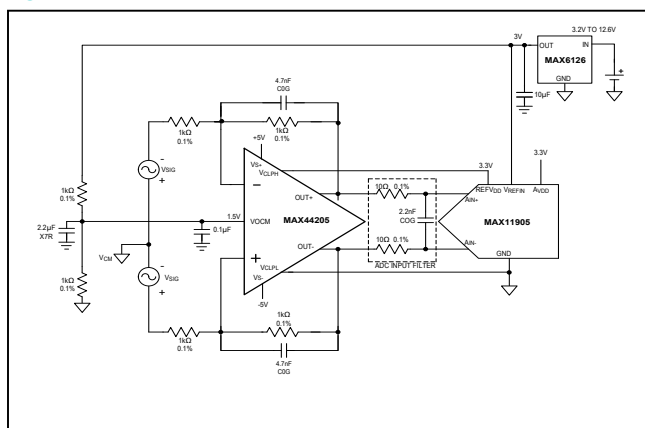 3V
OUT
IN
3.2V TO 12.6V
MAX6126
GND
10µF
4.7nF
C0G
1kΩ
0.1%
1kΩ
0.1%
+5V
VS+
VCLPH
-
VSIG
+
3.3V
3.3V
1kΩ
0.1%
10Ω 0.1%
REFVDD
VREFIN
AVDD
OUT+
AIN+
2.2µF
X7R
1.5V
VOCM
MAX44205
2.2nF
COG
MAX11905
0.1µF
VCM
OUT-
10Ω 0.1%
AIN-
1kΩ
0.1%
VSIG
+
+
VCLPL
VS-
ADC INPUT FILTER
GND
-5V
1kΩ
0.1%
1kΩ
0.1%
4.7nF
C0G